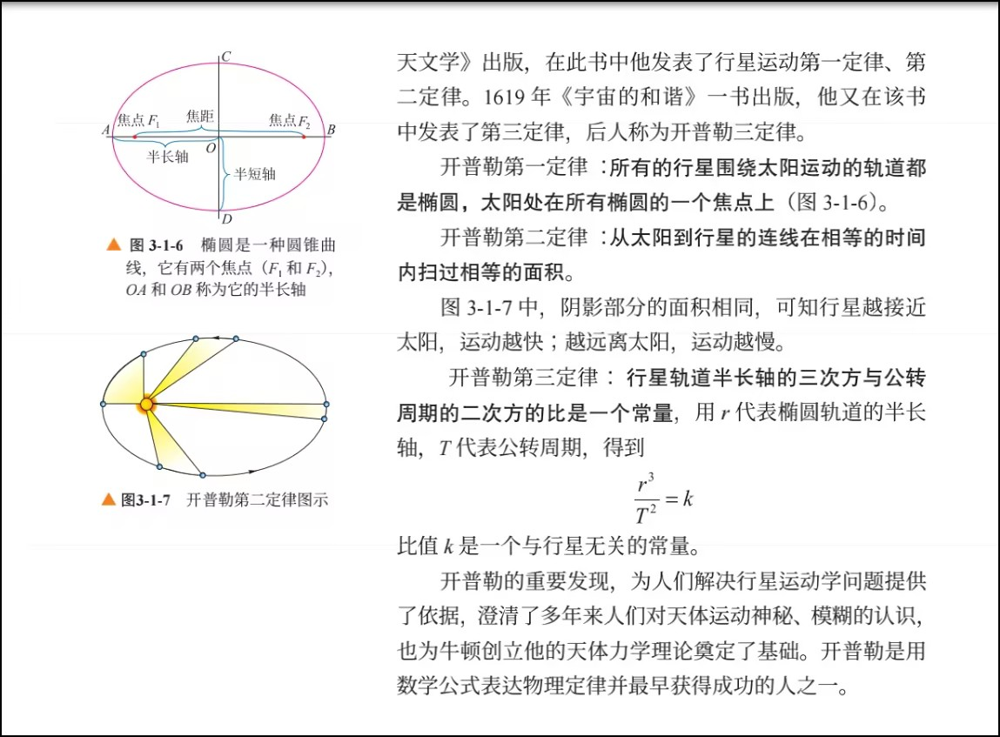 C
焦点 F₁
焦距
焦点 F₂
A
B
O
半长轴
半短轴
D
▲ 图 3-1-6 椭圆是一种圆锥曲
线，它有两个焦点（F₁ 和 F₂），
OA 和 OB 称为它的半长轴
▲ 图3-1-7 开普勒第二定律图示
天文学》出版，在此书中他发表了行星运动第一定律、第
二定律。1619 年《宇宙的和谐》一书出版，他又在该书
中发表了第三定律，后人称为开普勒三定律。
开普勒第一定律：所有的行星围绕太阳运动的轨道都
是椭圆，太阳处在所有椭圆的一个焦点上（图 3-1-6）。
开普勒第二定律：从太阳到行星的连线在相等的时间
内扫过相等的面积。
图 3-1-7 中，阴影部分的面积相同，可知行星越接近
太阳，运动越快；越远离太阳，运动越慢。
开普勒第三定律：行星轨道半长轴的三次方与公转
周期的二次方的比是一个常量，用 r 代表椭圆轨道的半长
轴，T 代表公转周期，得到
r³/T² = k
比值 k 是一个与行星无关的常量。
开普勒的重要发现，为人们解决行星运动学问题提供
了依据，澄清了多年来人们对天体运动神秘、模糊的认识，
也为牛顿创立他的天体力学理论奠定了基础。开普勒是用
数学公式表达物理定律并最早获得成功的人之一。